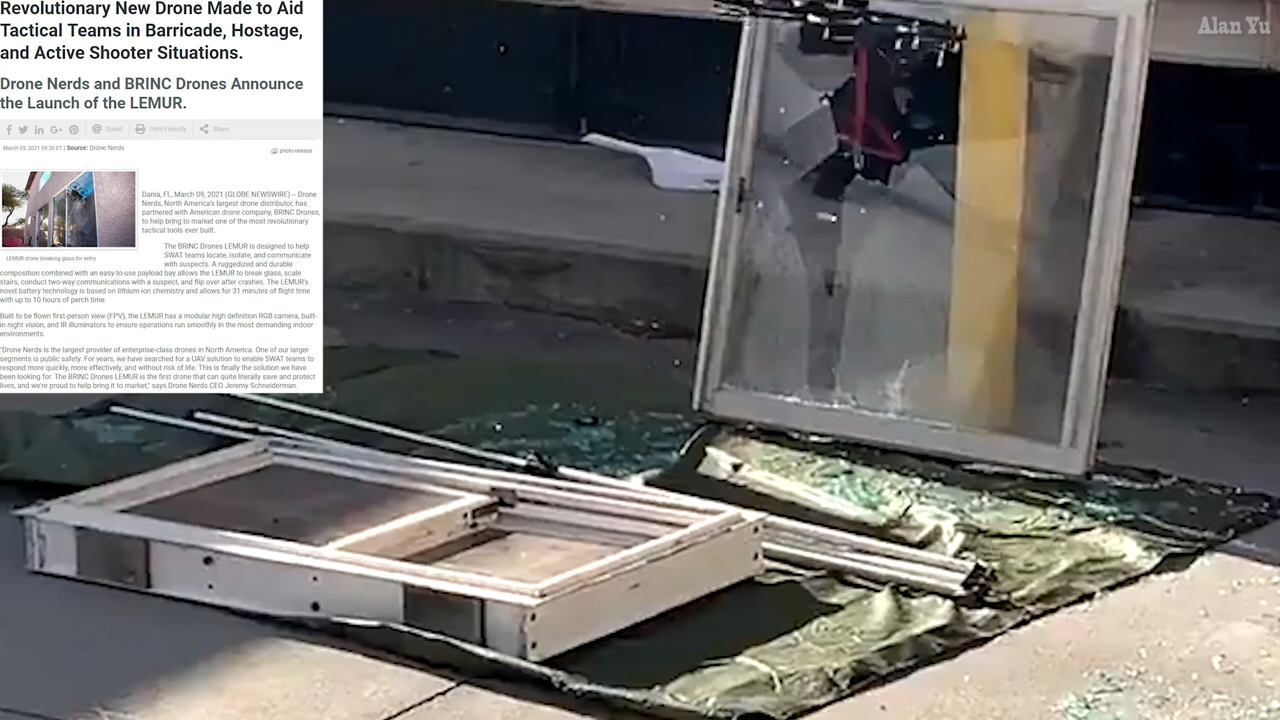 Revolutionary New Drone Made to Aid
Tactical Teams in Barricade, Hostage,
and Active Shooter Situations.
Drone Nerds and BRINC Drones Announce
the Launch of the LEMUR.
Email
Print Friendly
Share
March 09, 2021 09:30 ET | Source: Drone Nerds
photo-release
Dania, FL, March 09, 2021 (GLOBE NEWSWIRE) -- Drone
Nerds, North America's largest drone distributor, has
partnered with American drone company, BRINC Drones,
to help bring to market one of the most revolutionary
tactical tools ever built.
LEMUR drone breaking glass for entry
The BRINC Drones LEMUR is designed to help
SWAT teams locate, isolate, and communicate
with suspects. A ruggedized and durable
composition combined with an easy-to-use payload bay allows the LEMUR to break glass, scale
stairs, conduct two-way communications with a suspect, and flip over after crashes. The LEMUR's
novel battery technology is based on lithium-ion chemistry and allows for 31 minutes of flight time
with up to 10 hours of perch time.
Built to be flown first-person view (FPV), the LEMUR has a modular high definition RGB camera, built-
in night vision, and IR illuminators to ensure operations run smoothly in the most demanding indoor
environments.
"Drone Nerds is the largest provider of enterprise-class drones in North America. One of our larger
segments is public safety. For years, we have searched for a UAV solution to enable SWAT teams to
respond more quickly, more effectively, and without risk of life. This is finally the solution we have
been looking for. The BRINC Drones LEMUR is the first drone that can quite literally save and protect
lives, and we're proud to help bring it to market," says Drone Nerds CEO Jeremy Schneiderman.
Alan Yu